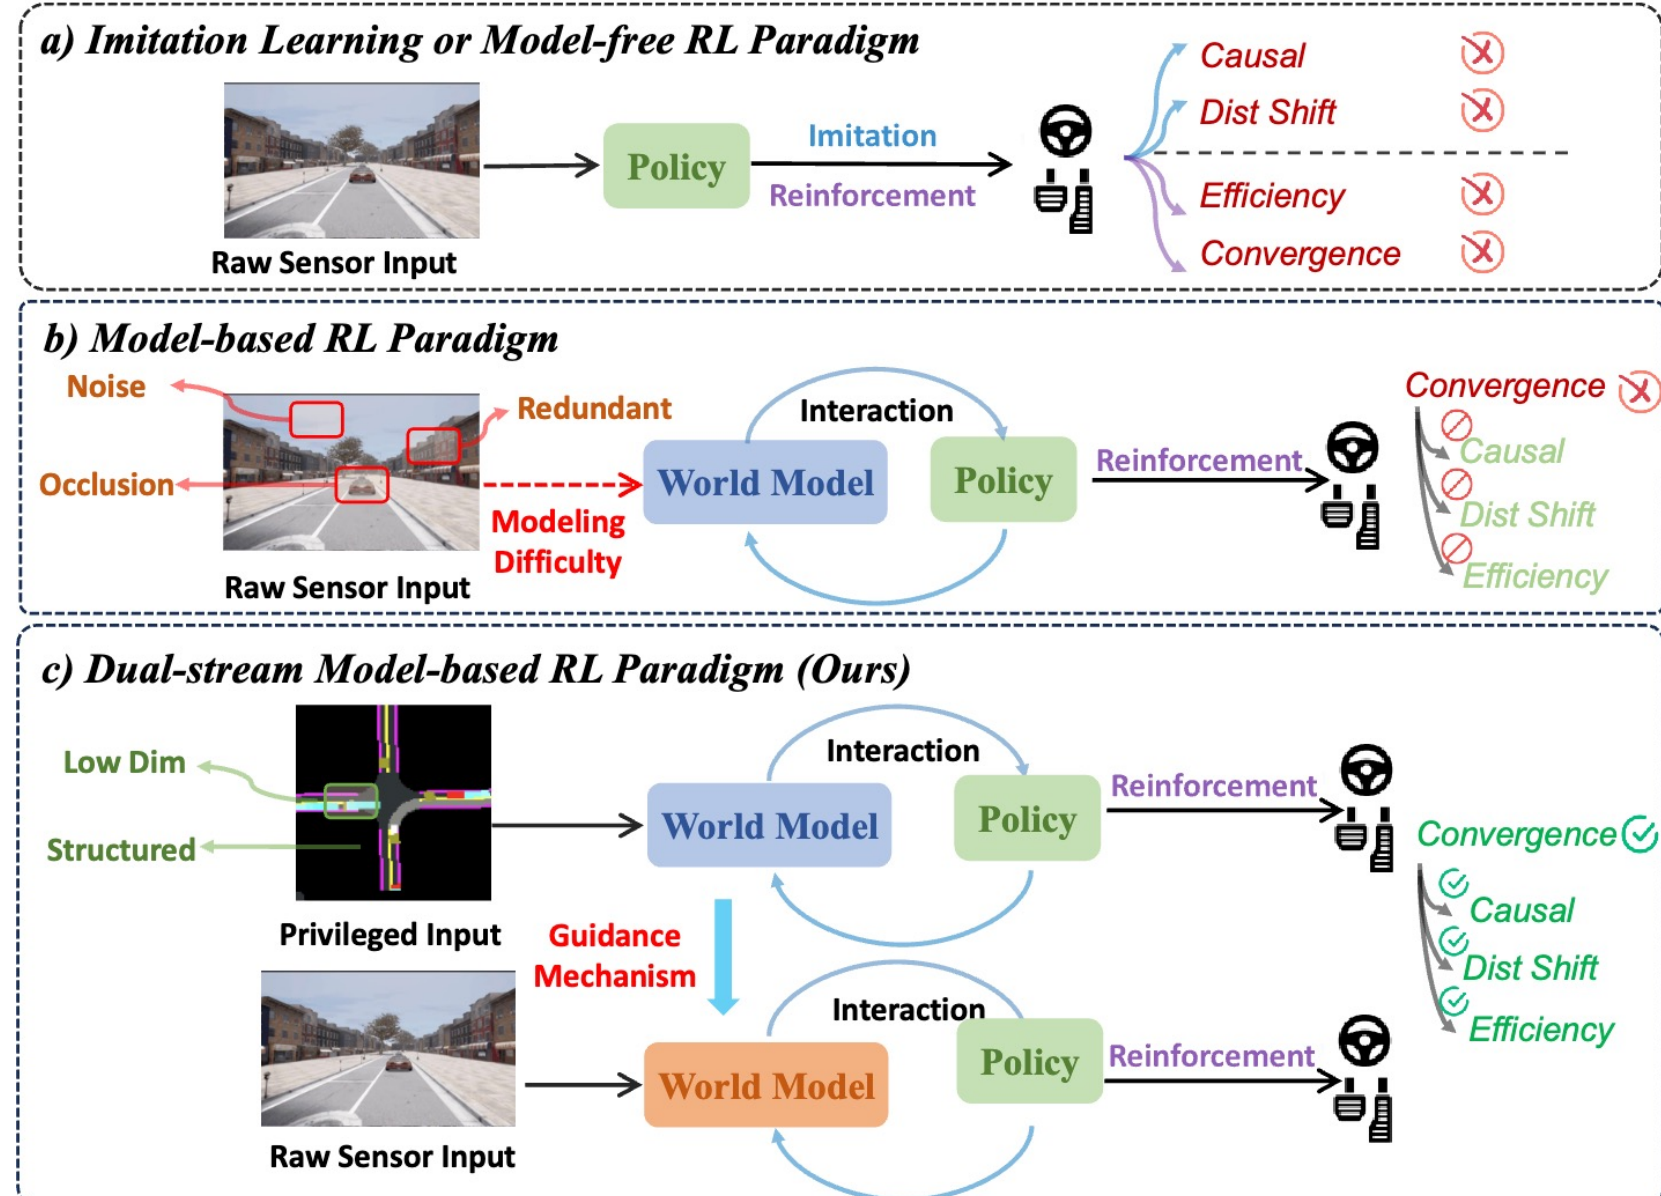 a) Imitation Learning or Model-free RL Paradigm
Raw Sensor Input
Policy
Imitation
Reinforcement
Causal
Dist Shift
Efficiency
Convergence
b) Model-based RL Paradigm
Noise
Occlusion
Redundant
Raw Sensor Input
Modeling
Difficulty
World Model
Interaction
Policy
Reinforcement
Convergence
Causal
Dist Shift
Efficiency
c) Dual-stream Model-based RL Paradigm (Ours)
Low Dim
Structured
Privileged Input
World Model
Interaction
Policy
Reinforcement
Guidance
Mechanism
Raw Sensor Input
World Model
Interaction
Policy
Reinforcement
Convergence
Causal
Dist Shift
Efficiency